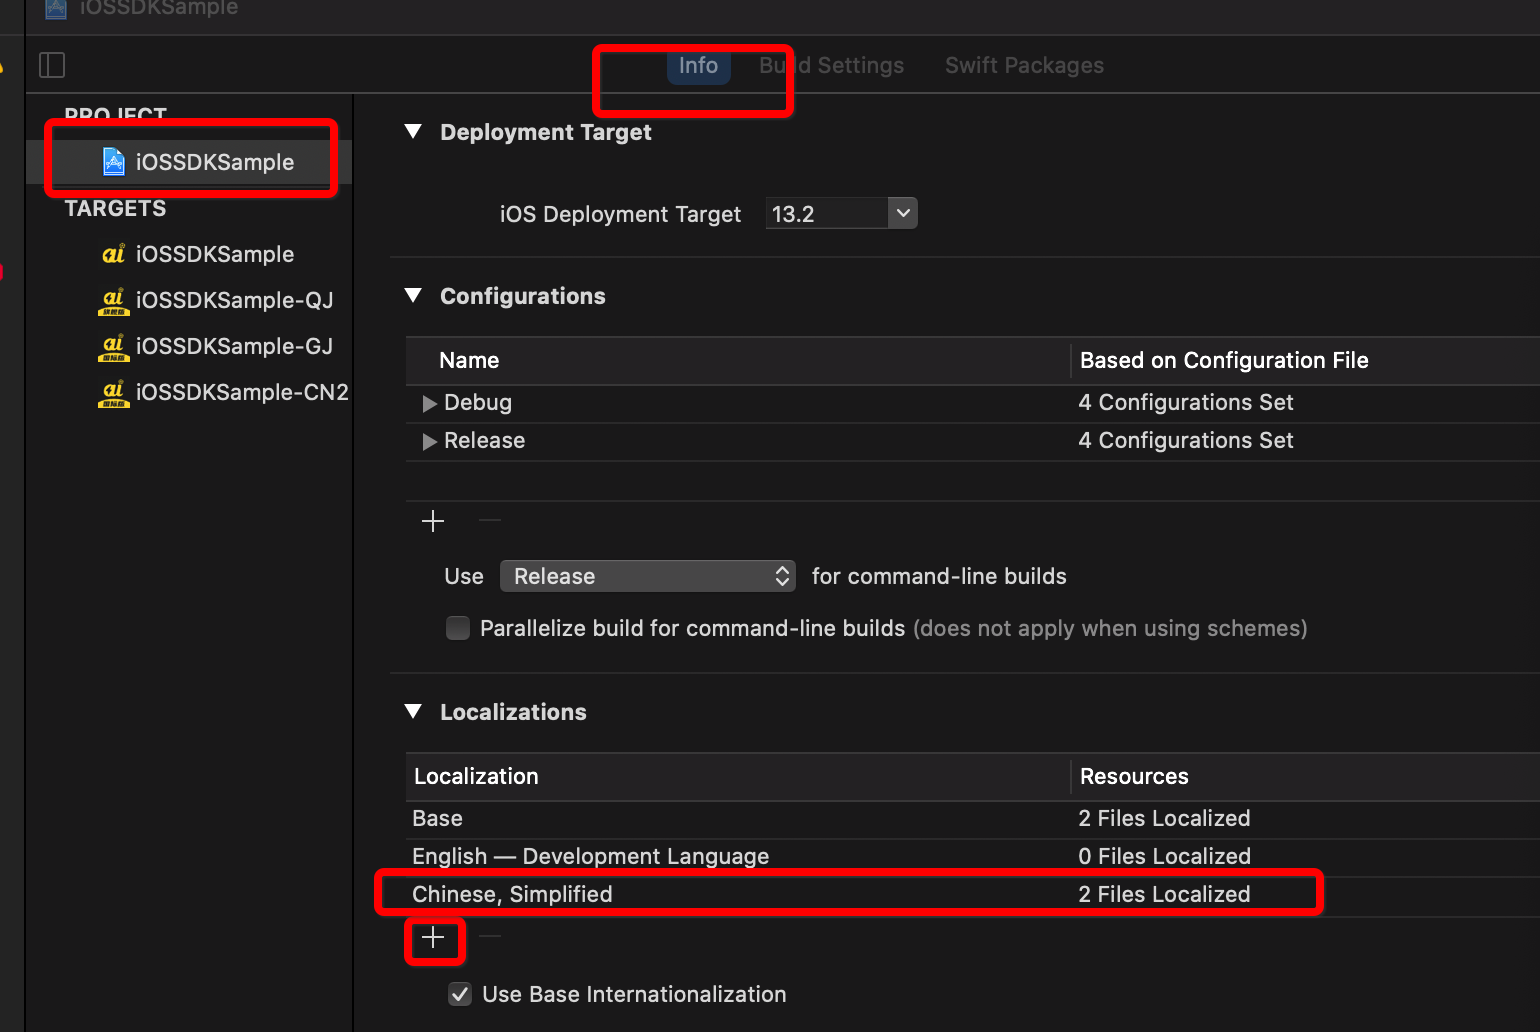 iOSSDKSample
Info
Build Settings
Swift Packages
PROJECT
iOSSDKSample
TARGETS
iOSSDKSample
iOSSDKSample-QJ
iOSSDKSample-GJ
iOSSDKSample-CN2
Deployment Target
iOS Deployment Target 13.2
Configurations
Name Based on Configuration File
Debug 4 Configurations Set
Release 4 Configurations Set
Use Release for command-line builds
Parallelize build for command-line builds (does not apply when using schemes)
Localizations
Localization Resources
Base 2 Files Localized
English — Development Language 0 Files Localized
Chinese, Simplified 2 Files Localized
Use Base Internationalization